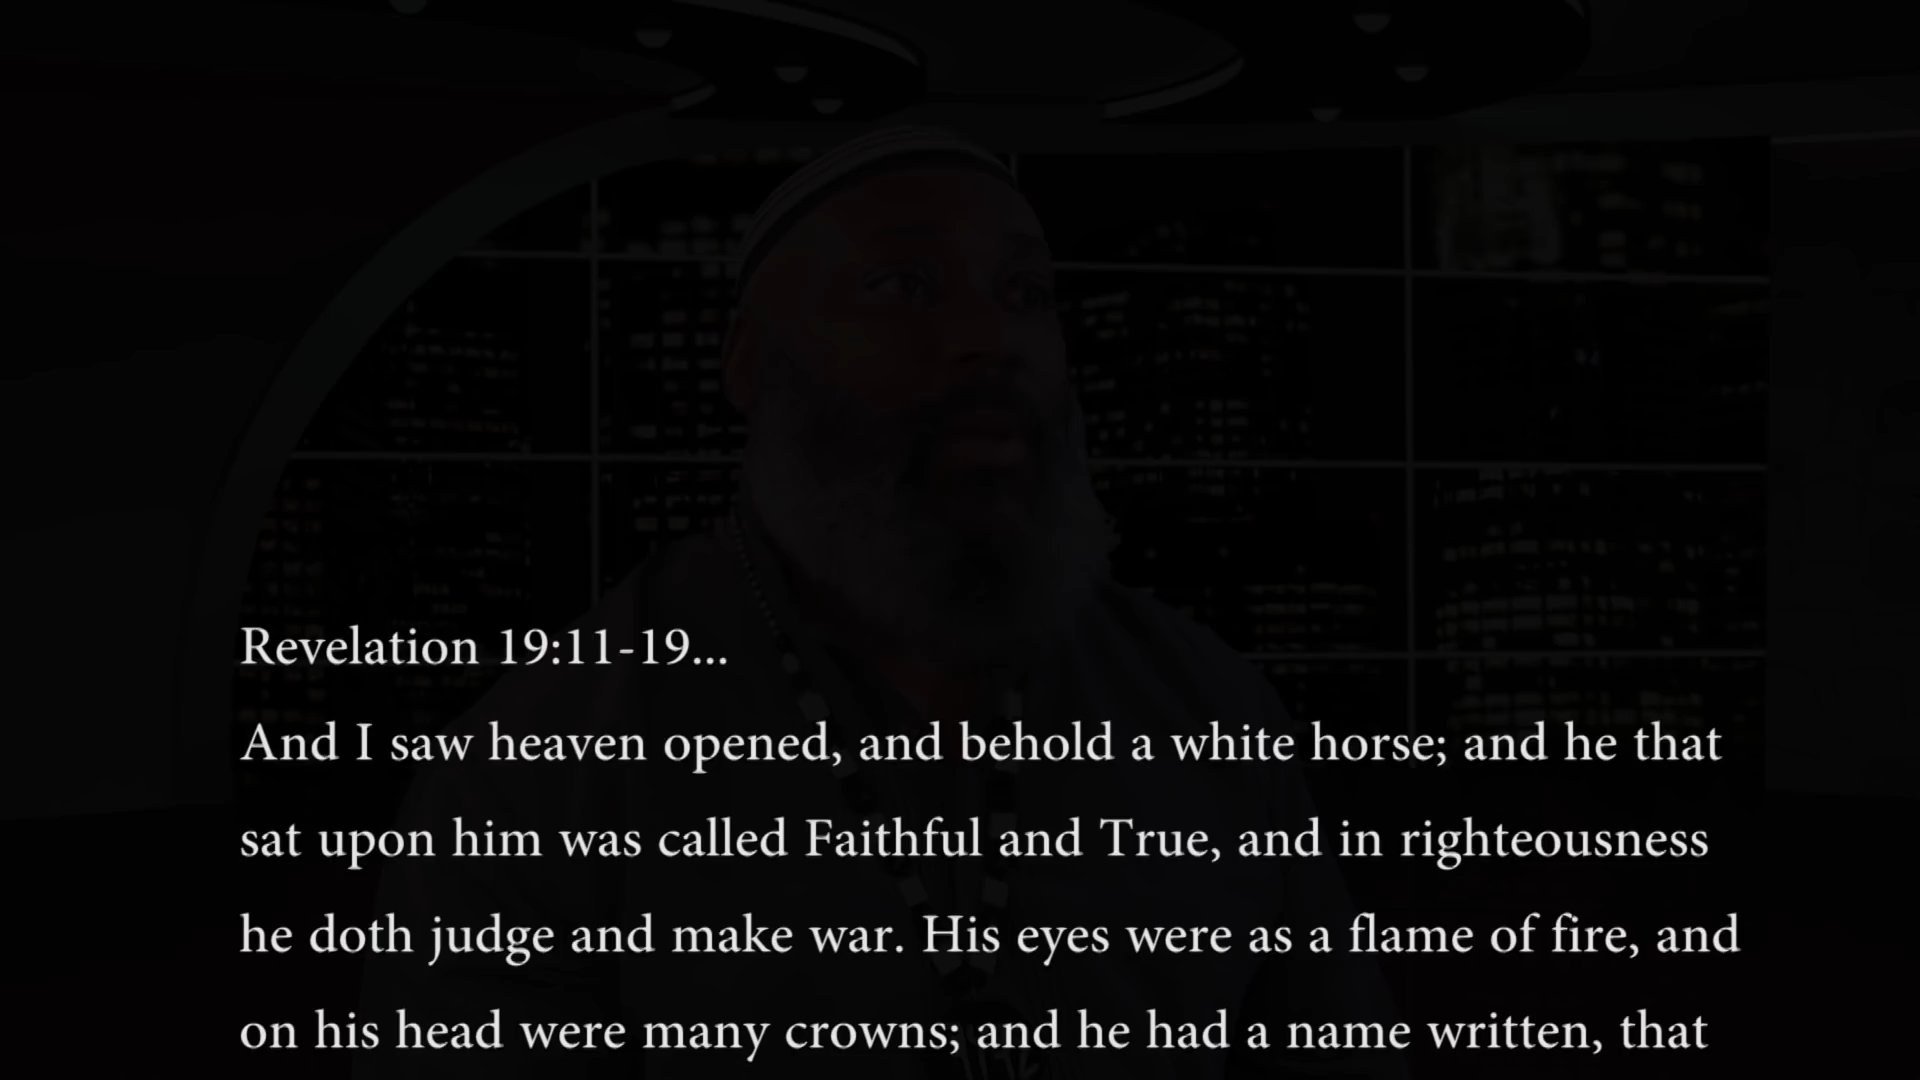 Revelation 19:11-19...
And I saw heaven opened, and behold a white horse; and he that
sat upon him was called Faithful and True, and in righteousness
he doth judge and make war. His eyes were as a flame of fire, and
on his head were many crowns; and he had a name written, that